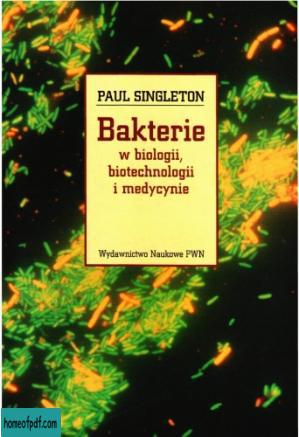 PAUL SINGLETON
Bakterie
w biologii,
biotechnologii
i medycynie
Wydawnictwo Naukowe PWN
homeofpdf.com